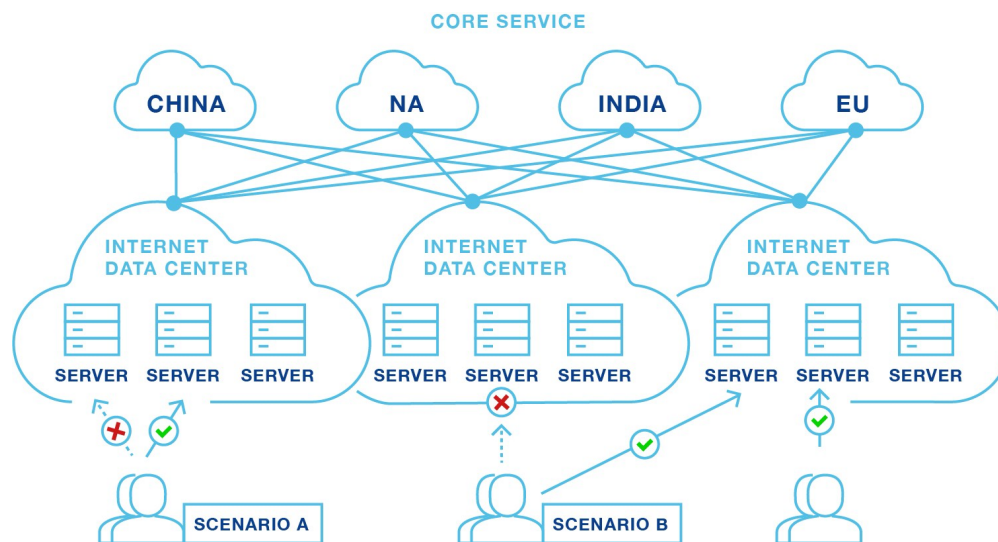 CORE SERVICE
CHINA
NA
INDIA
EU
INTERNET
DATA CENTER
INTERNET
DATA CENTER
INTERNET
DATA CENTER
SERVER SERVER SERVER
SERVER SERVER SERVER
SERVER SERVER SERVER
SCENARIO A
SCENARIO B